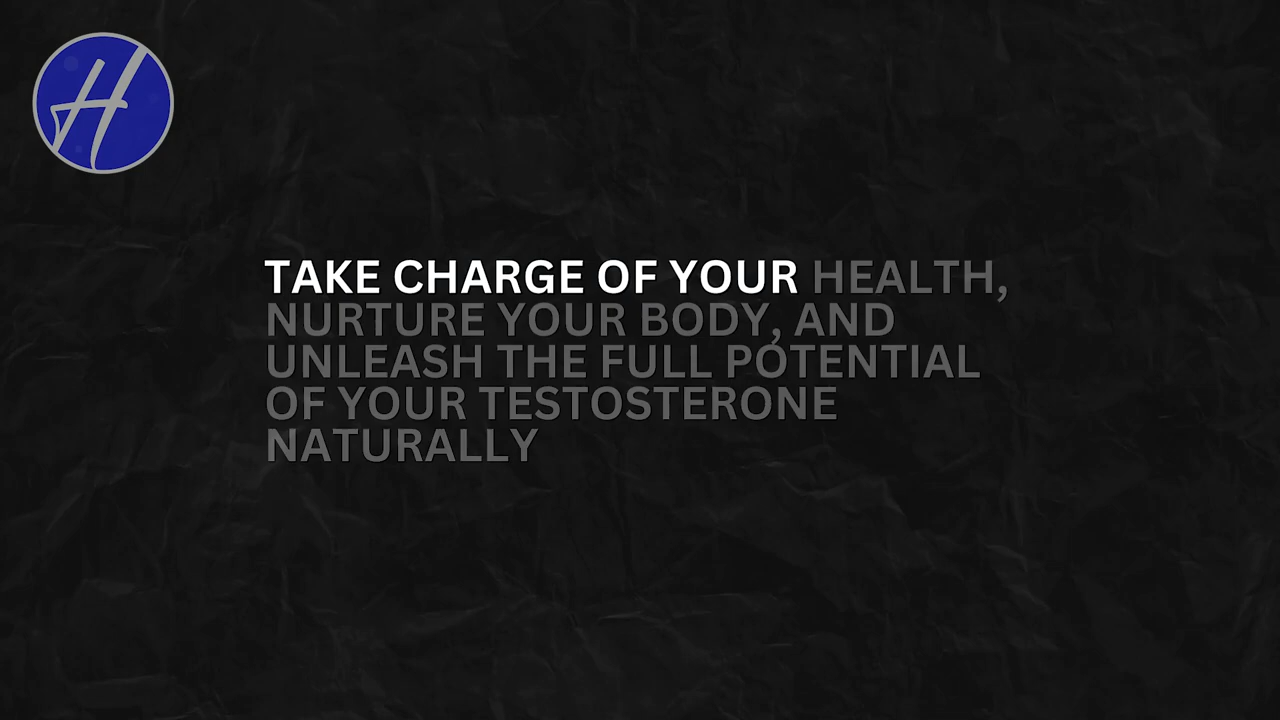 H
TAKE CHARGE OF YOUR HEALTH,
NURTURE YOUR BODY, AND
UNLEASH THE FULL POTENTIAL
OF YOUR TESTOSTERONE
NATURALLY